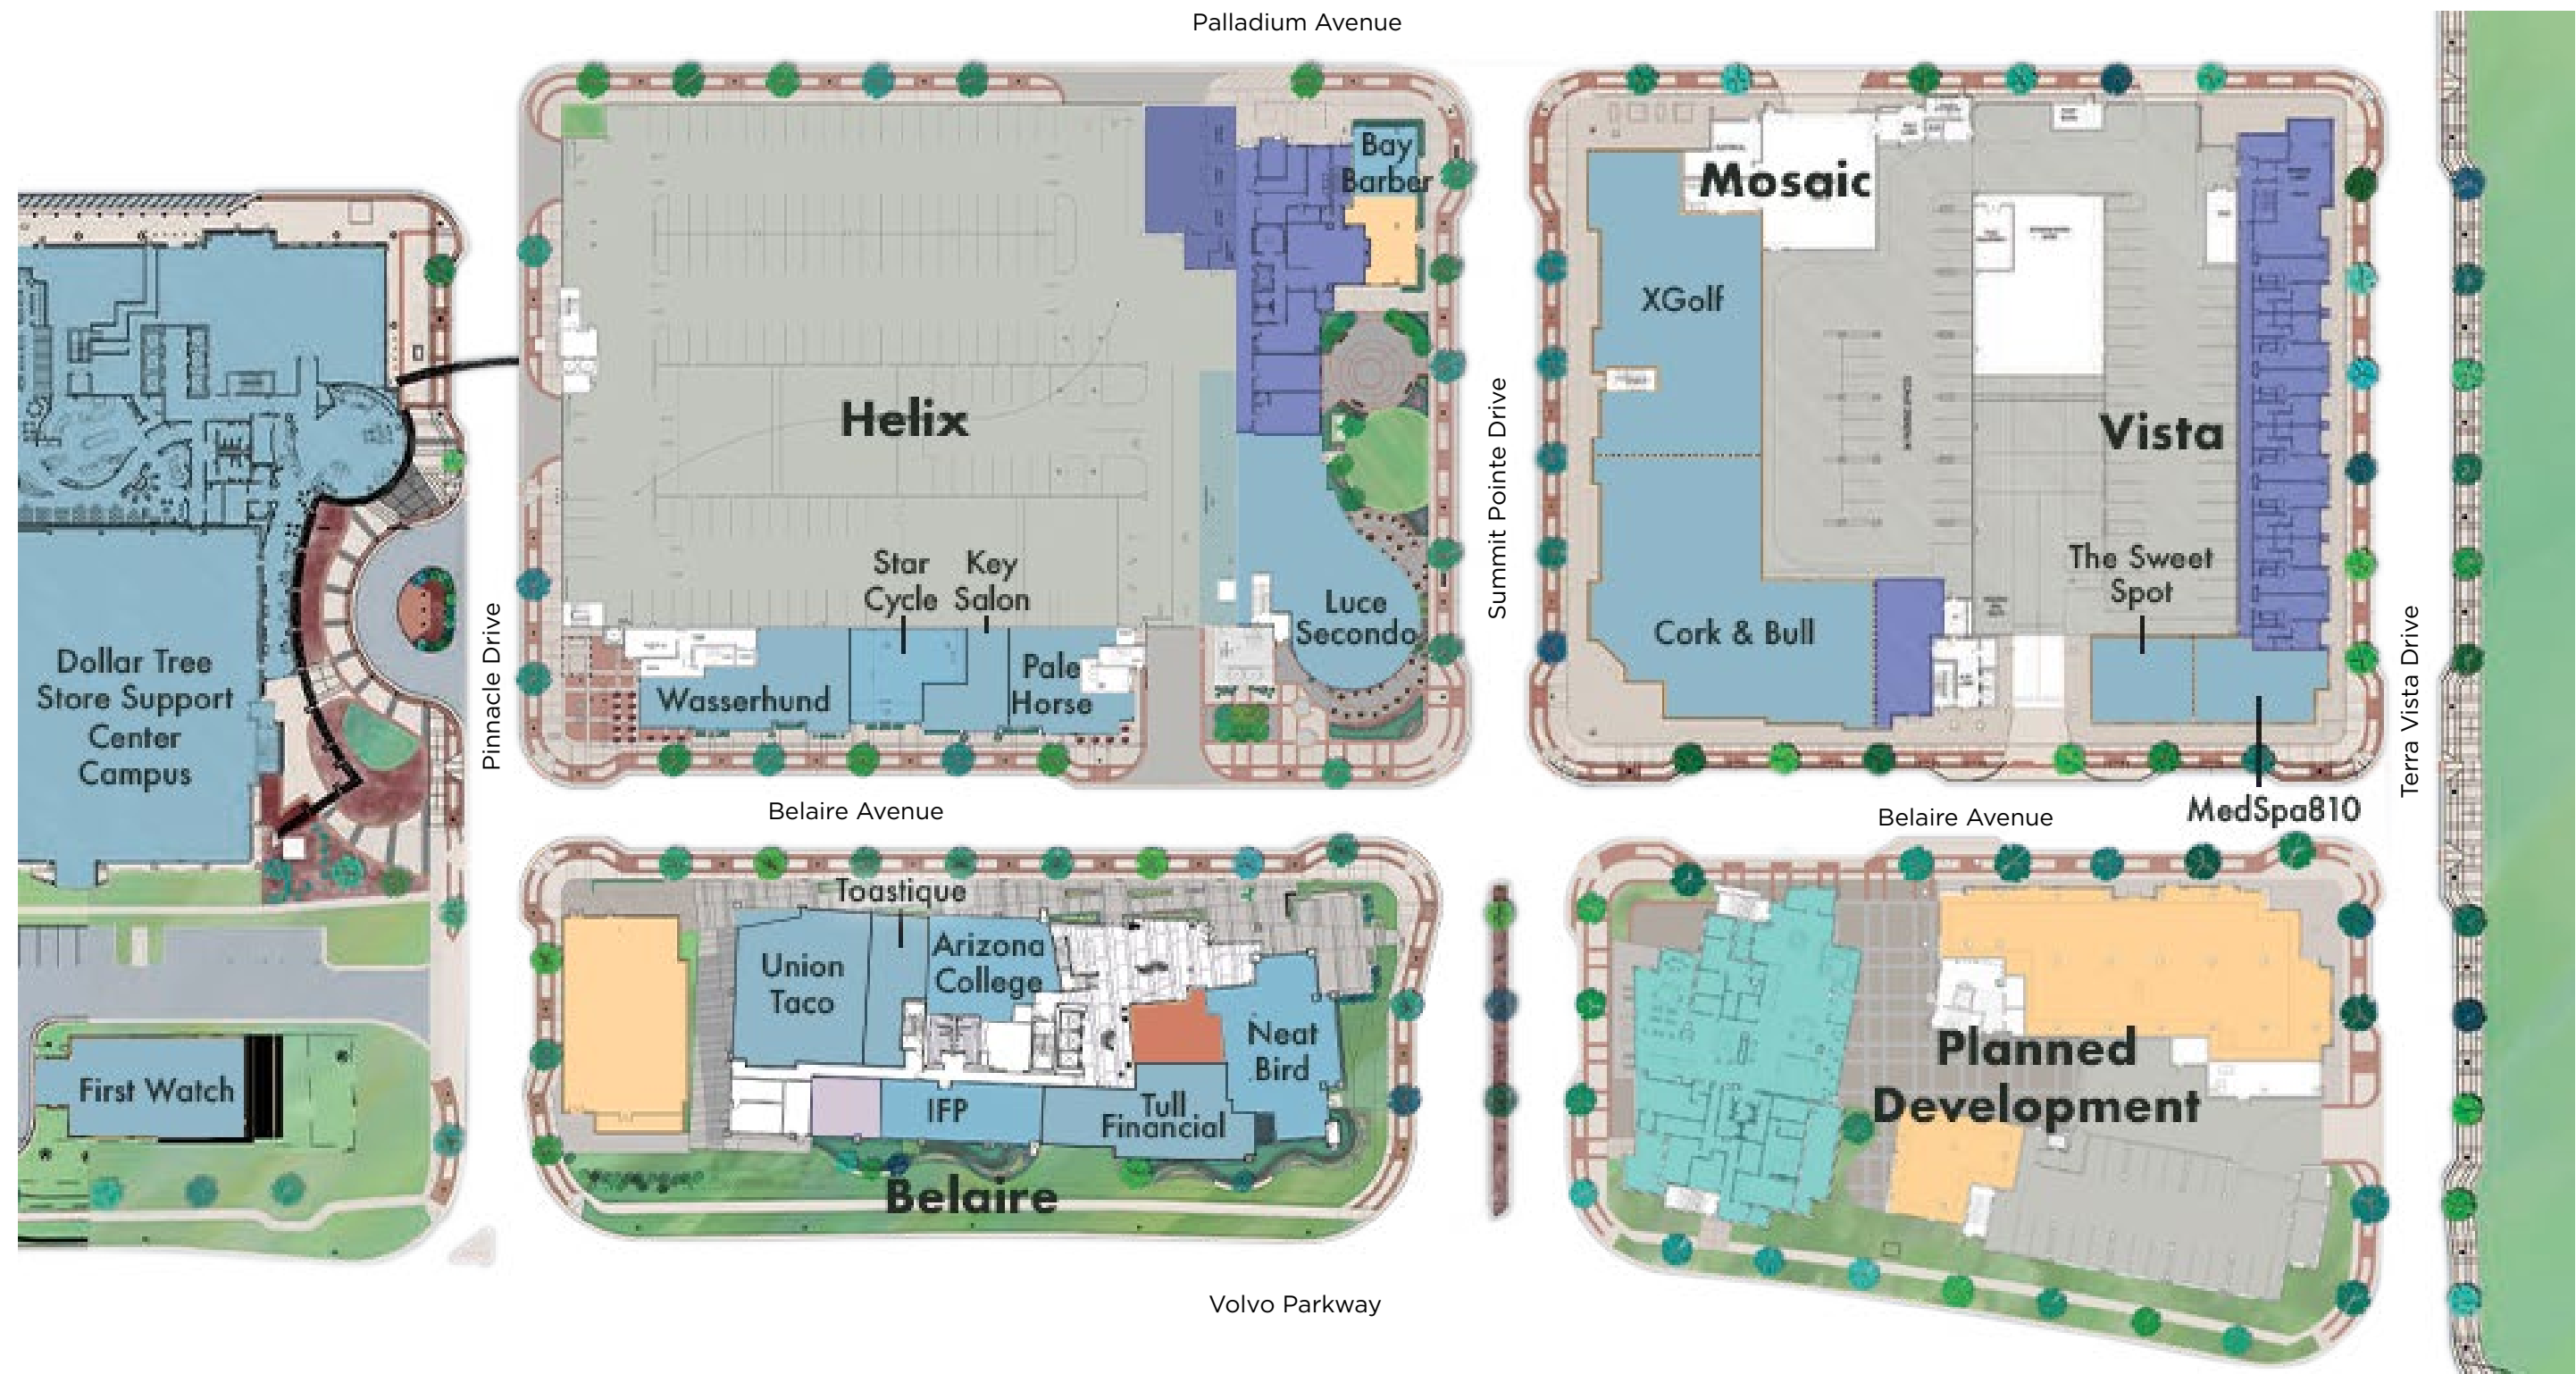 Palladium Avenue
Bay
Barber
Mosaic
XGolf
Helix
Vista
Star
Cycle
Key
Salon
The Sweet
Spot
Luce
Secondo
Cork & Bull
Summit Pointe Drive
Pinnacle Drive
Terra Vista Drive
Dollar Tree
Store Support
Center
Campus
Wasserhund
Pale
Horse
Belaire Avenue
Belaire Avenue
MedSpa810
Toastique
Union
Taco
Arizona
College
Neat
Bird
Planned
Development
First Watch
IFP
Tull
Financial
Belaire
Volvo Parkway